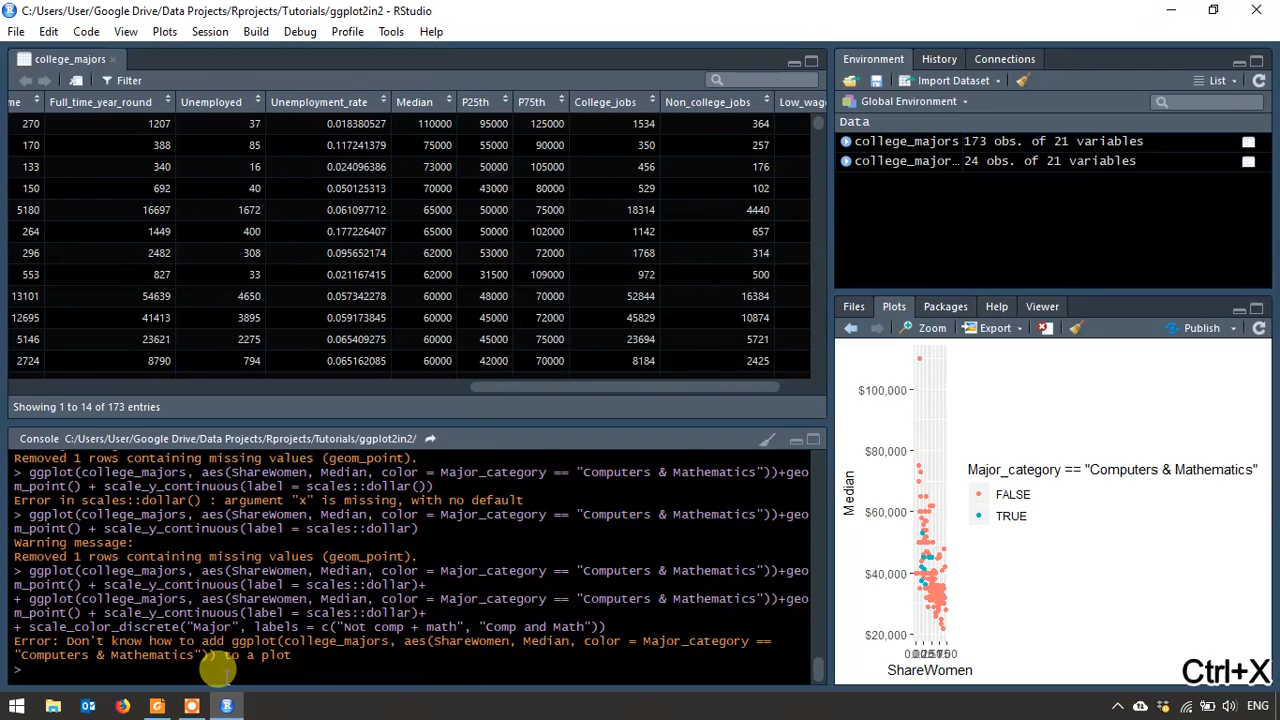 C:/Users/User/Google Drive/Data Projects/Rprojects/Tutorials/ggplot2in2 - RStudio
File Edit Code View Plots Session Build Debug Profile Tools Help
college_majors
Filter
me Full_time_year_round Unemployed Unemployment_rate Median P25th P75th College_jobs Non_college_jobs Low_wag
270 1207 37 0.018380527 110000 95000 125000 1534 364
170 388 85 0.117241379 75000 55000 90000 350 257
133 340 16 0.024096386 73000 50000 105000 456 176
150 692 40 0.050125313 70000 43000 80000 529 102
5180 16697 1672 0.061097712 65000 50000 75000 18314 4440
264 1449 400 0.177226407 65000 50000 102000 1142 657
296 2482 308 0.095652174 62000 53000 72000 1768 314
553 827 33 0.021167415 62000 31500 109000 972 500
13101 54639 4650 0.057342278 60000 48000 70000 52844 16384
12695 41413 3895 0.059173845 60000 45000 72000 45829 10874
5146 23621 2275 0.065409275 60000 45000 75000 23694 5721
2724 8790 794 0.065162085 60000 42000 70000 8184 2425
Showing 1 to 14 of 173 entries
Console C:/Users/User/Google Drive/Data Projects/Rprojects/Tutorials/ggplot2in2/
Removed 1 rows containing missing values (geom_point).
> ggplot(college_majors, aes(ShareWomen, Median, color = Major_category == "Computers & Mathematics"))+geo
m_point() + scale_y_continuous(label = scales::dollar())
Error in scales::dollar() : argument "x" is missing, with no default
> ggplot(college_majors, aes(ShareWomen, Median, color = Major_category == "Computers & Mathematics"))+geo
m_point() + scale_y_continuous(label = scales::dollar)
Warning message:
Removed 1 rows containing missing values (geom_point).
> ggplot(college_majors, aes(ShareWomen, Median, color = Major_category == "Computers & Mathematics"))+geo
m_point() + scale_y_continuous(label = scales::dollar)+
+ ggplot(college_majors, aes(ShareWomen, Median, color = Major_category == "Computers & Mathematics"))+geo
m_point() + scale_y_continuous(label = scales::dollar)+
+ scale_color_discrete("Major", labels = c("Not comp + math", "Comp and Math"))
Error: Don't know how to add ggplot(college_majors, aes(ShareWomen, Median, color = Major_category ==
"Computers & Mathematics")) to a plot
>
Environment History Connections
Import Dataset List
Global Environment
Data
college_majors 173 obs. of 21 variables
college_major... 24 obs. of 21 variables
Files Plots Packages Help Viewer
Zoom Export Publish
$100,000
$80,000
$60,000
$40,000
$20,000
Median
ShareWomen
Major_category == "Computers & Mathematics"
FALSE
TRUE
Ctrl+X
ENG